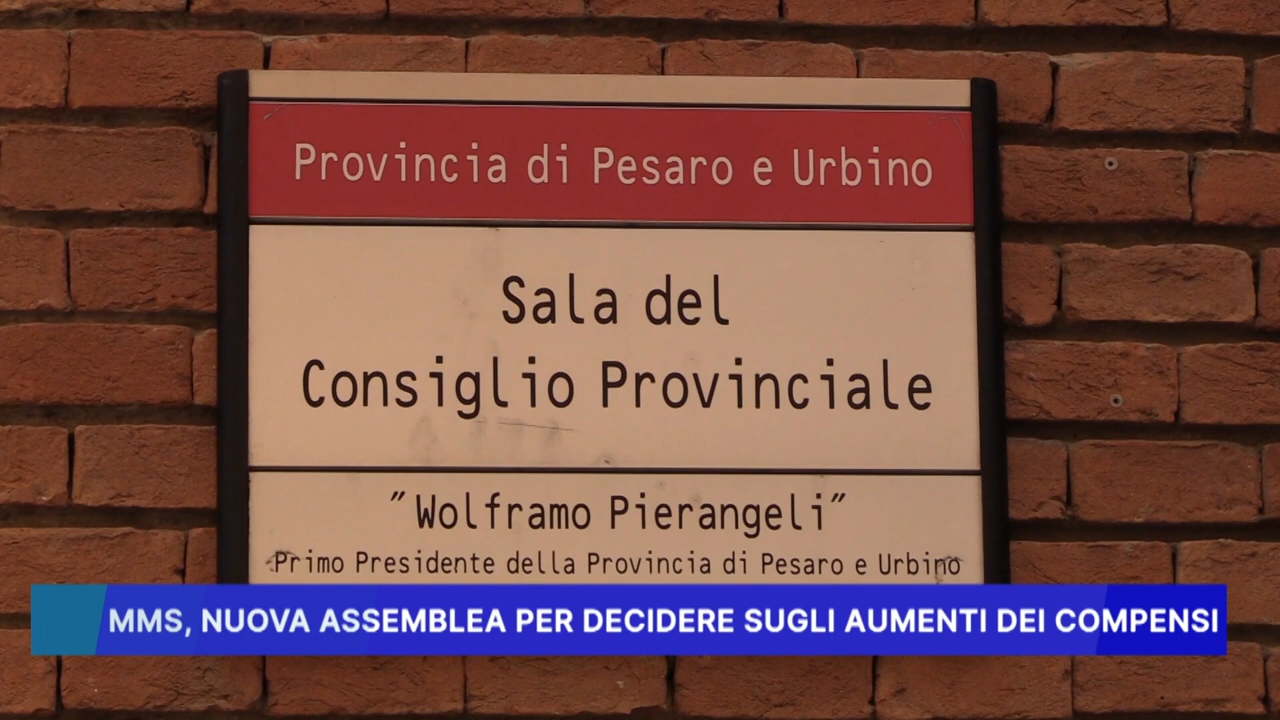 Provincia di Pesaro e Urbino
Sala del
Consiglio Provinciale
"Wolframo Pierangeli"
Primo Presidente della Provincia di Pesaro e Urbino
MMS, NUOVA ASSEMBLEA PER DECIDERE SUGLI AUMENTI DEI COMPENSI